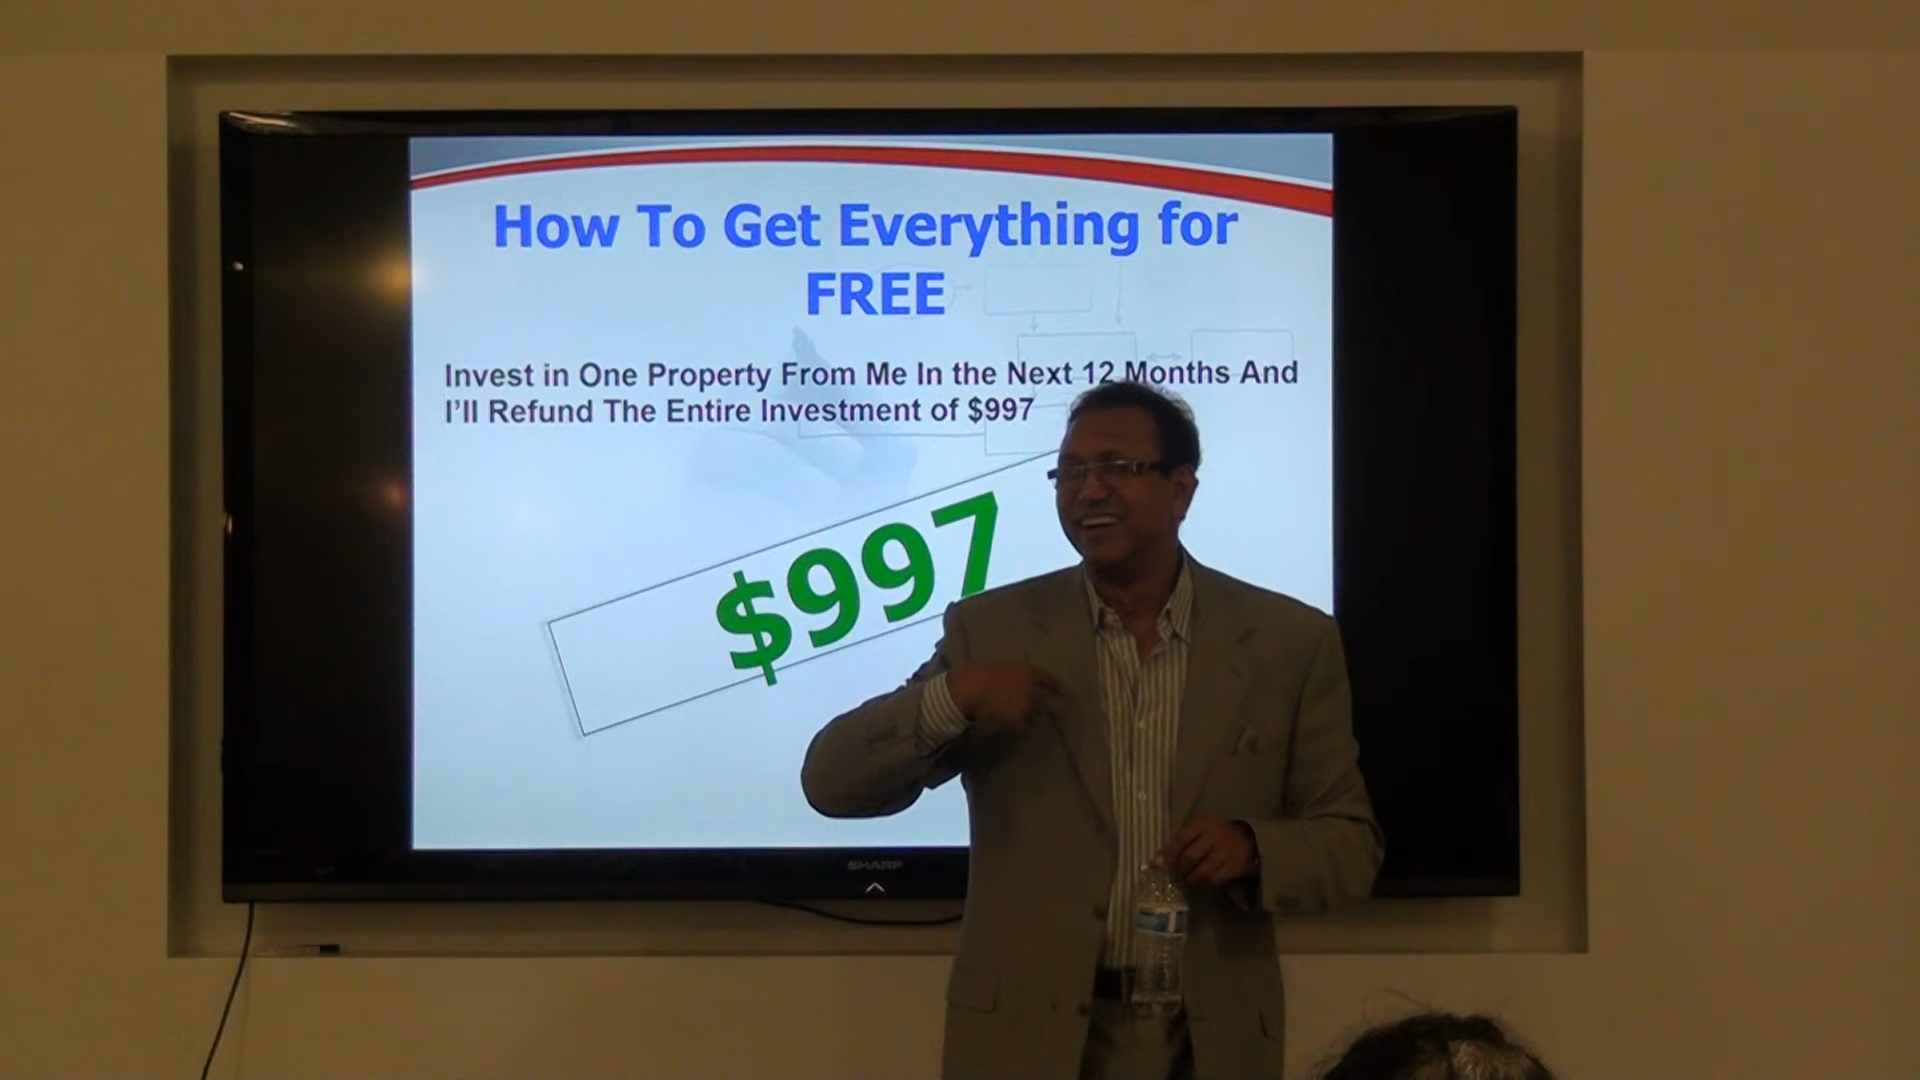 How To Get Everything for
FREE
Invest in One Property From Me In the Next 12 Months And
I'll Refund The Entire Investment of $997
$997
SHARP